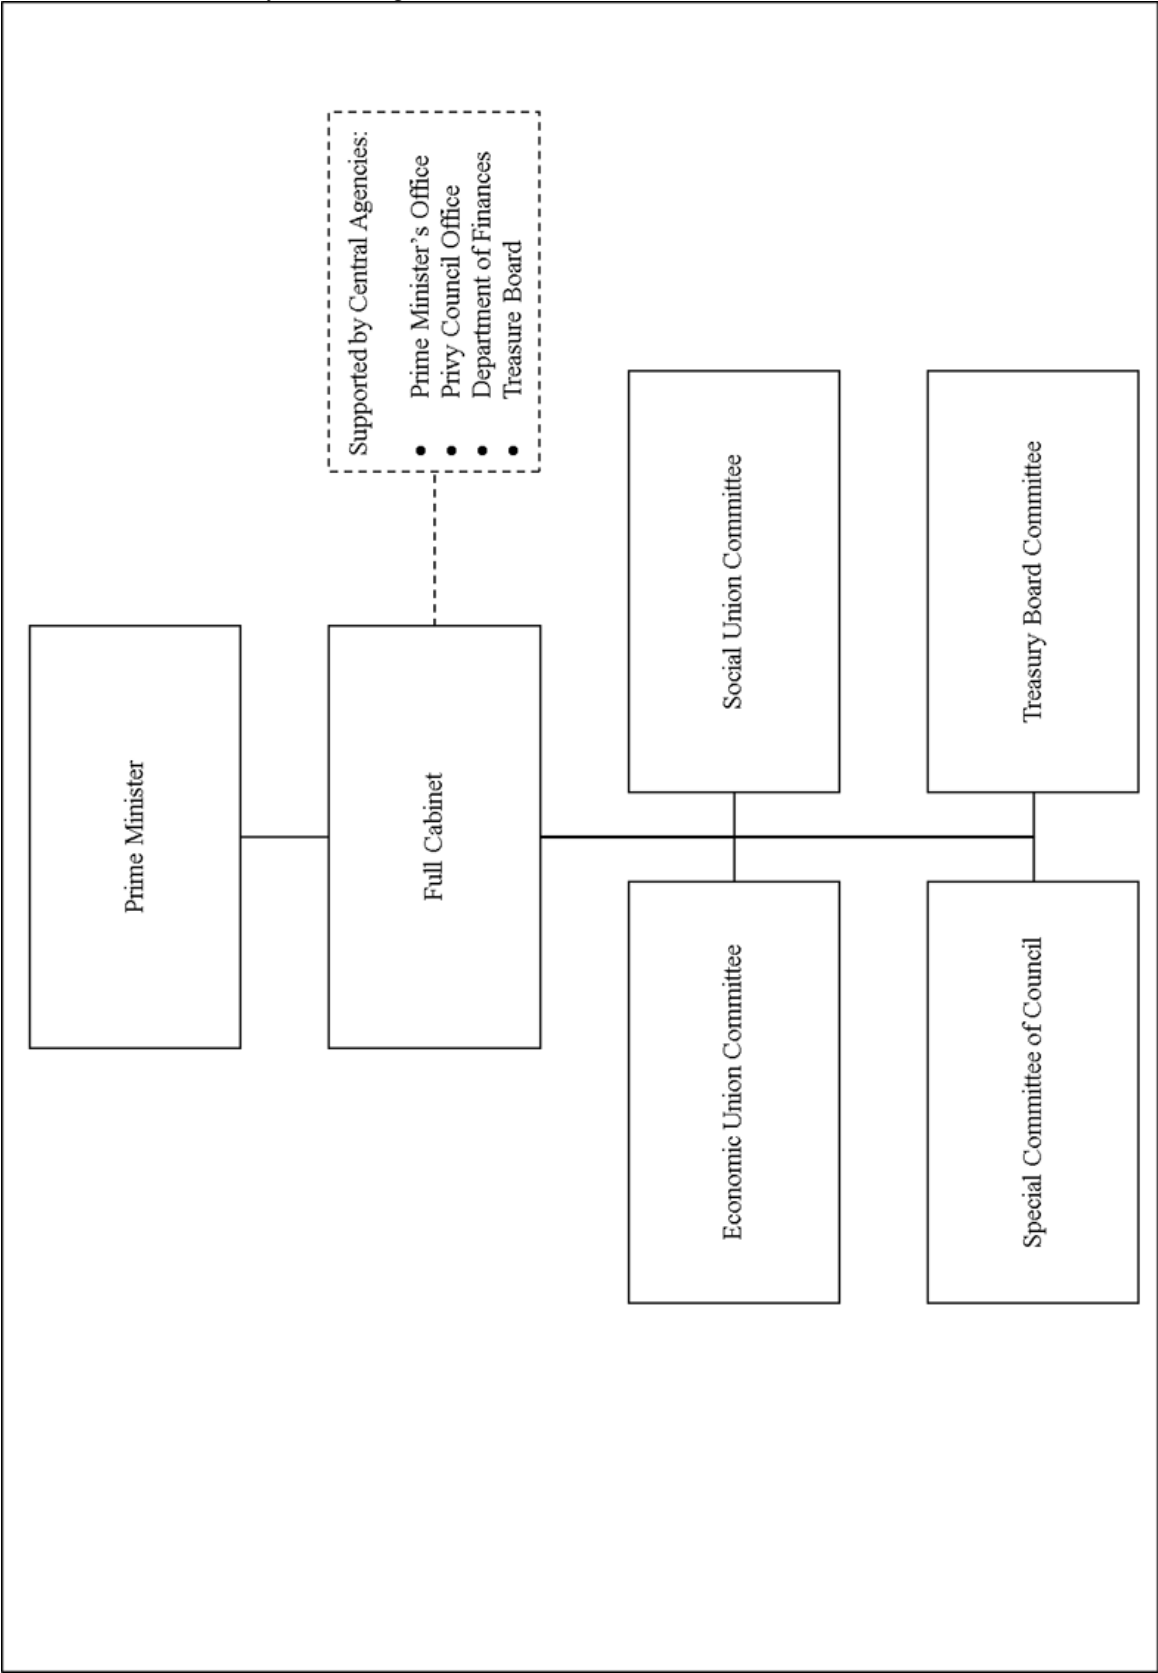 Prime Minister
Full Cabinet
Supported by Central Agencies:
• Prime Minister’s Office
• Privy Council Office
• Department of Finances
• Treasure Board
Economic Union Committee
Social Union Committee
Special Committee of Council
Treasury Board Committee